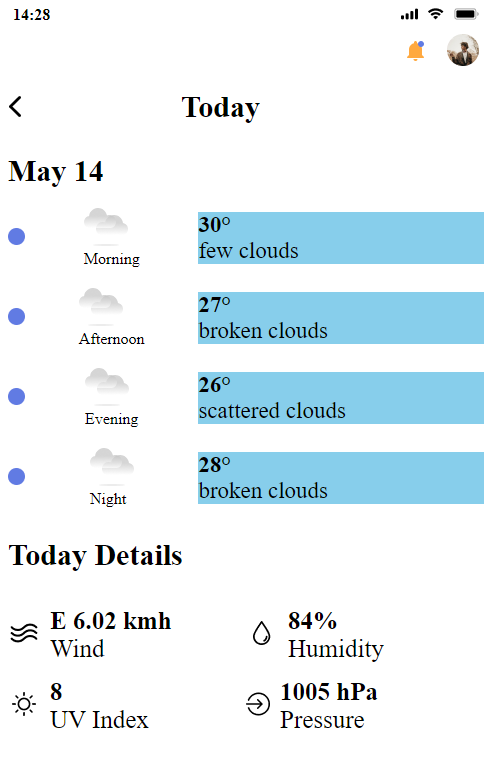 14:28
Today
May 14
30°
few clouds
Morning
27°
broken clouds
Afternoon
26°
scattered clouds
Evening
28°
broken clouds
Night
Today Details
E 6.02 kmh
Wind
84%
Humidity
8
UV Index
1005 hPa
Pressure